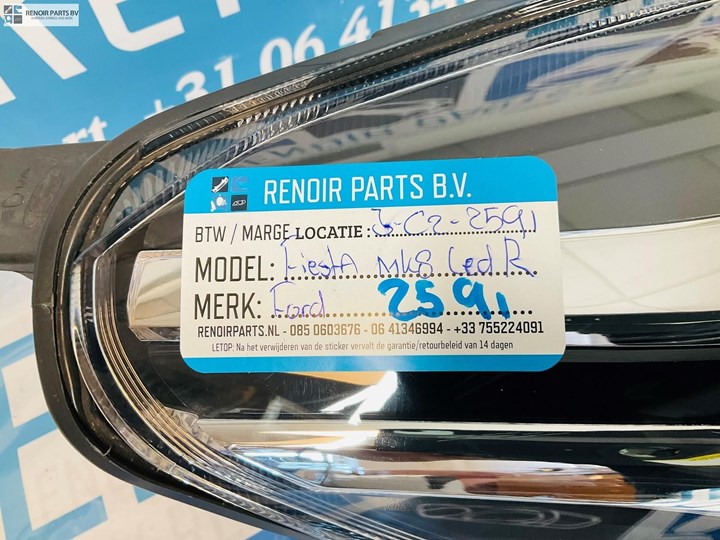 RENOIR PARTS BV
+31 06
RENOIR PARTS B.V.
BTW / MARGE LOCATIE: 3-C2-2591
MODEL: Fiesta Mk8 Led R
MERK: Ford 2591
RENOIRPARTS.NL - 085 0603676 - 06 41346994 - +33 755224091
LETOP: Na het verwijderen van de sticker vervalt de garantie/retourbeleid van 14 dagen